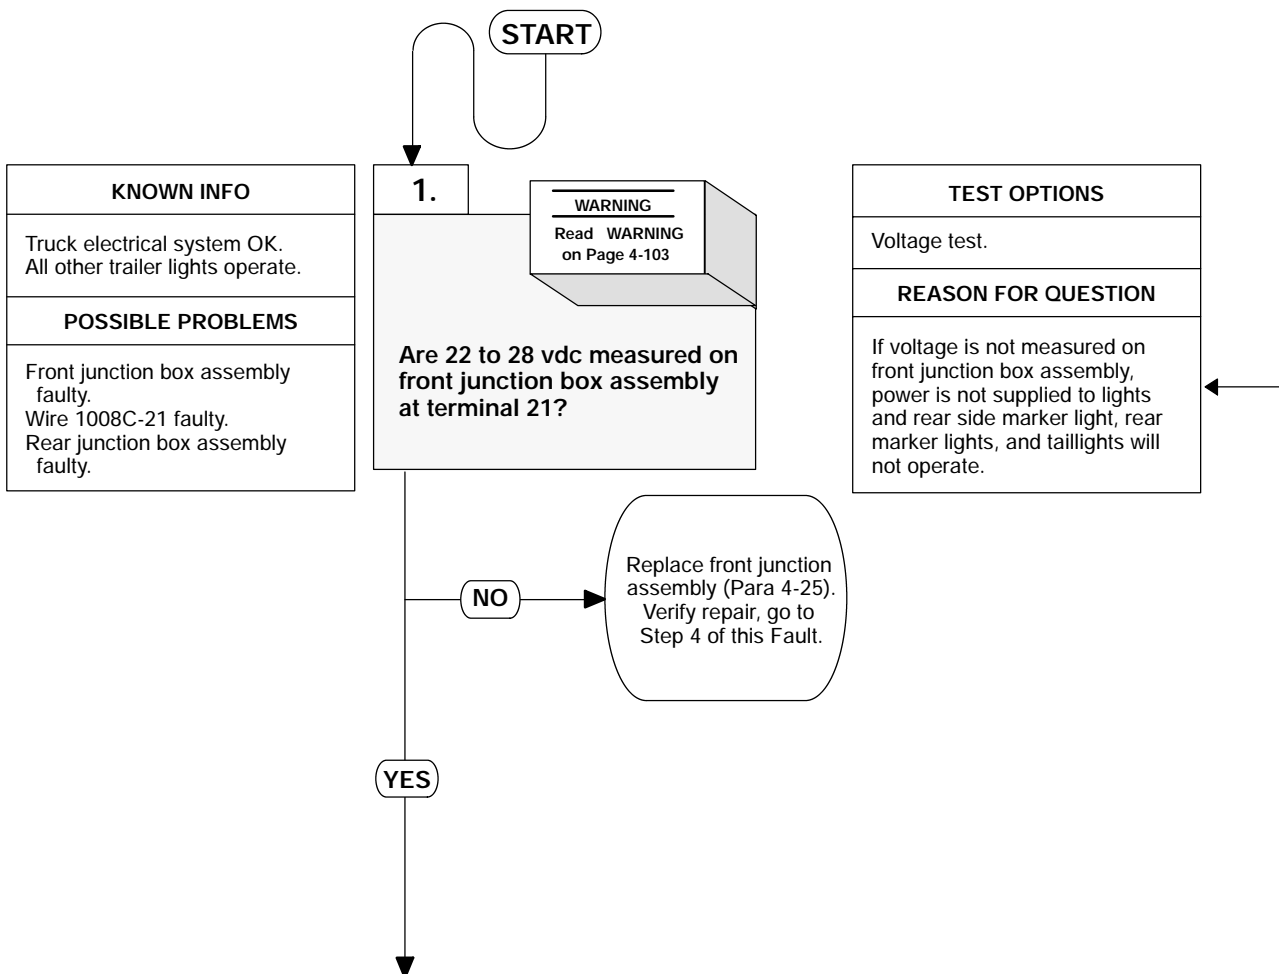 START
KNOWN INFO
Truck electrical system OK.
All other trailer lights operate.
POSSIBLE PROBLEMS
Front junction box assembly
faulty.
Wire 1008C-21 faulty.
Rear junction box assembly
faulty.
1.
WARNING
Read WARNING
on Page 4-103
Are 22 to 28 vdc measured on
front junction box assembly
at terminal 21?
TEST OPTIONS
Voltage test.
REASON FOR QUESTION
If voltage is not measured on
front junction box assembly,
power is not supplied to lights
and rear side marker light, rear
marker lights, and taillights will
not operate.
NO
Replace front junction
assembly (Para 4-25).
Verify repair, go to
Step 4 of this Fault.
YES